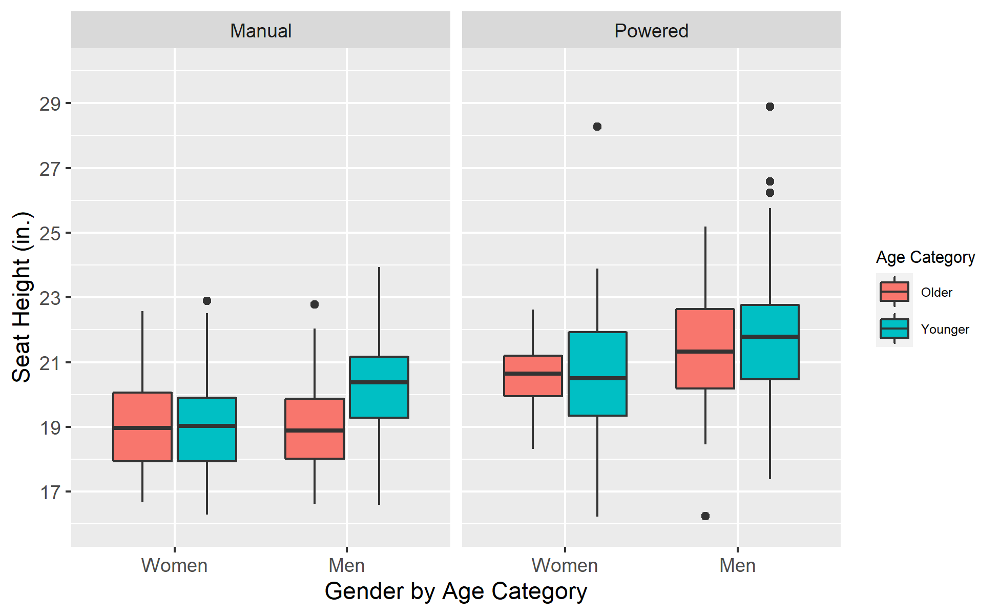 Manual
Powered
Seat Height (in.)
29
27
25
23
21
19
17
Women
Men
Women
Men
Gender by Age Category
Age Category
Older
Younger